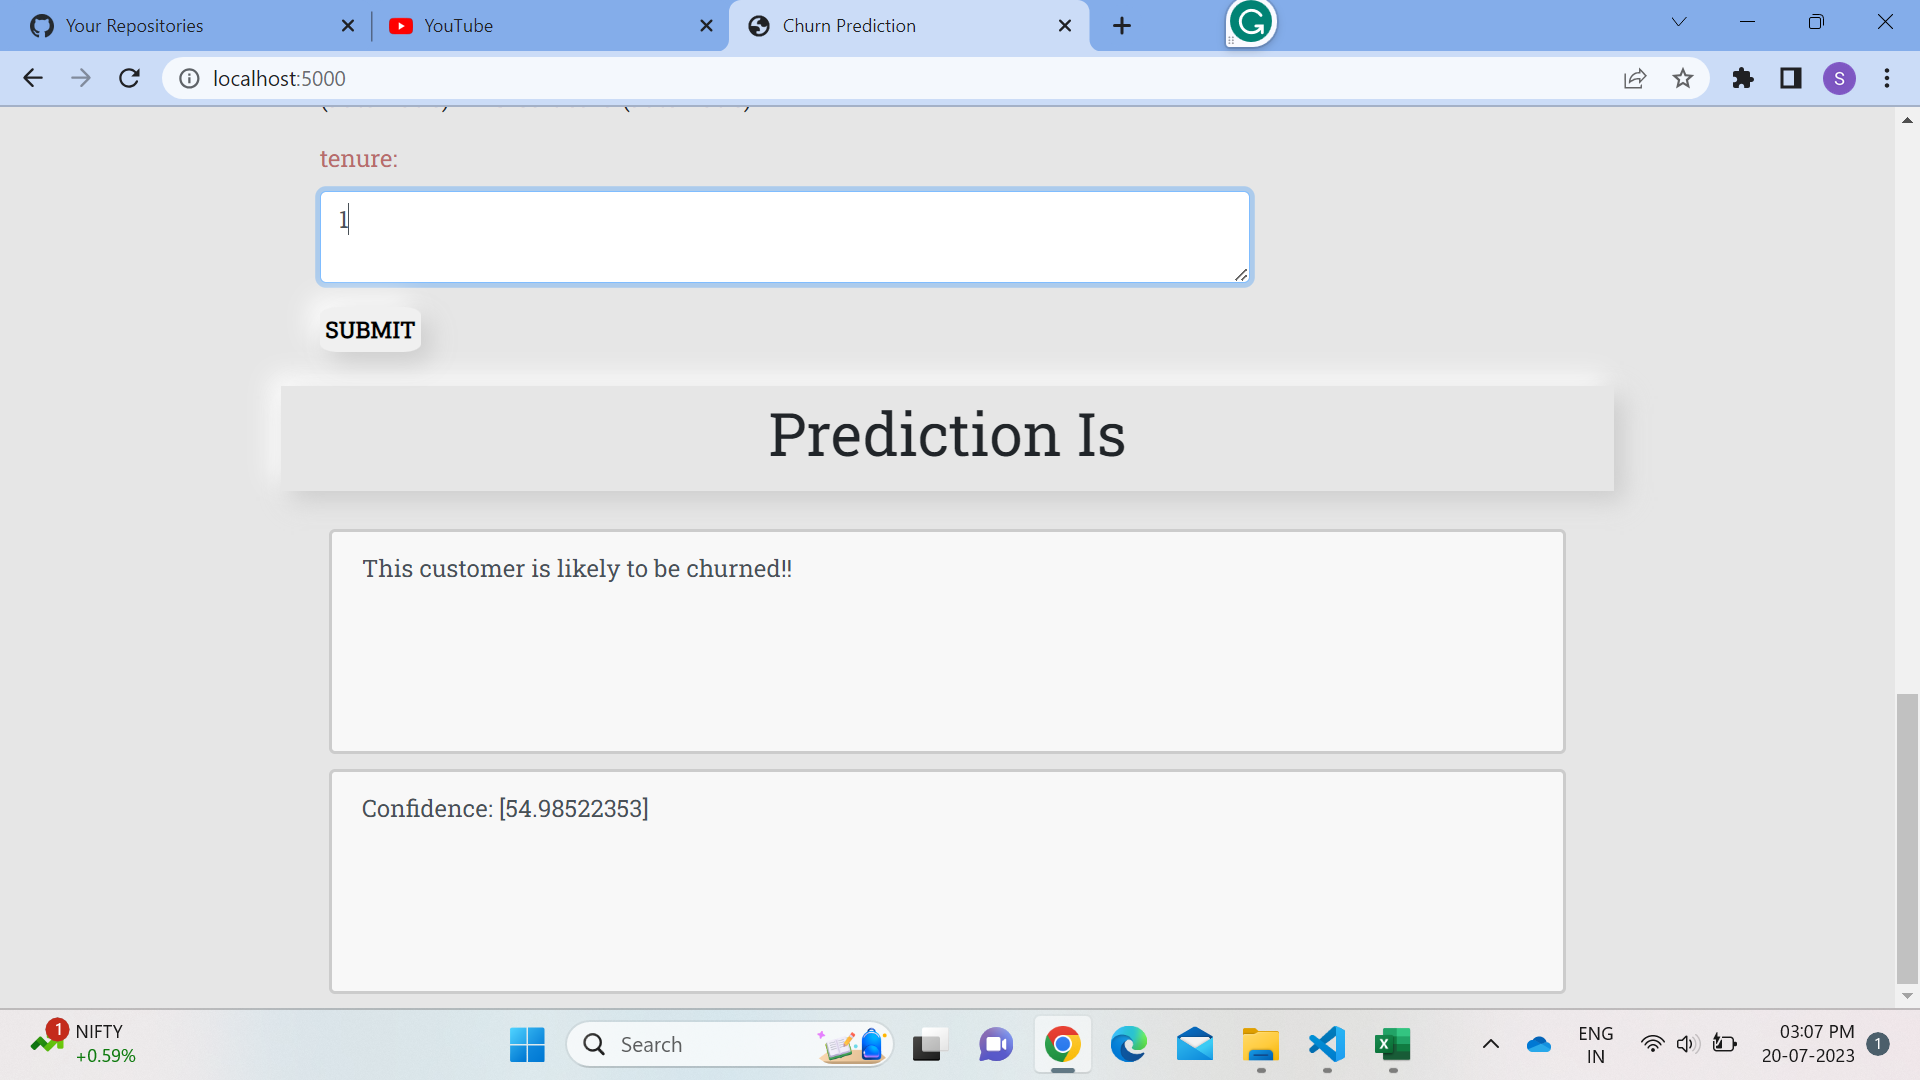 Your Repositories
YouTube
Churn Prediction
localhost:5000
S
tenure:
1
SUBMIT
Prediction Is
This customer is likely to be churned!!
Confidence: [54.98522353]
1
NIFTY
+0.59%
Search
ENG
IN
03:07 PM
20-07-2023
1